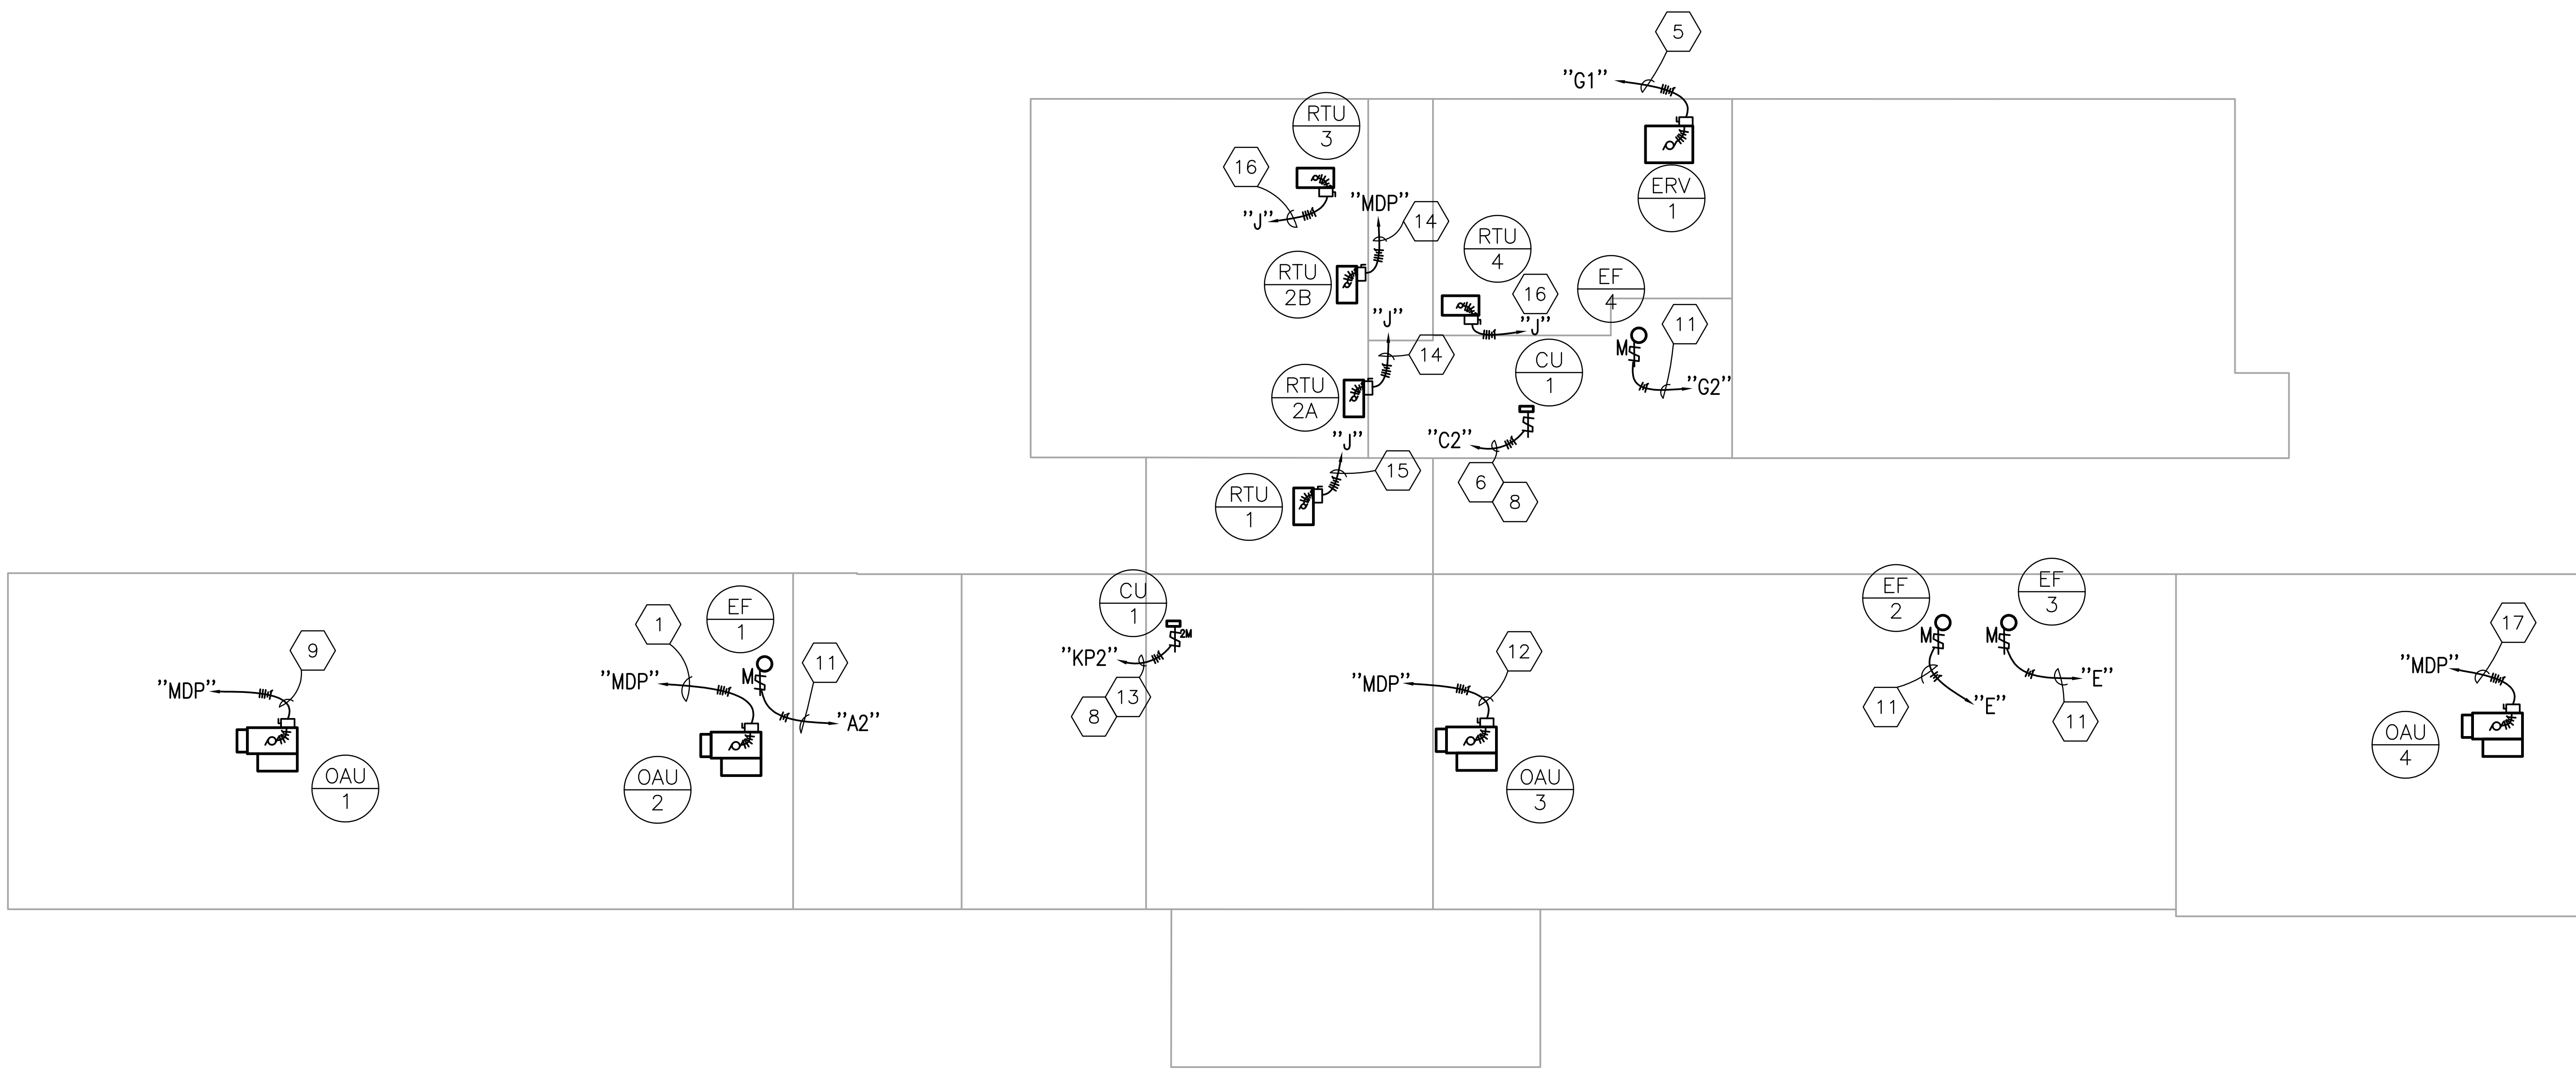 5
"G1"
RTU
3
16
ERV
1
"J"
"MDP"
14
RTU
4
RTU
2B
16
EF
4
"J"
"J"
11
M
14
CU
1
"G2"
RTU
2A
"J"
"C2"
15
6
8
RTU
1
EF
1
1
9
"MDP"
"MDP"
M
11
"A2"
OAU
1
OAU
2
CU
1
2M
"KP2"
13
8
12
"MDP"
OAU
3
EF
2
EF
3
M
M
"E"
"E"
11
11
17
"MDP"
OAU
4